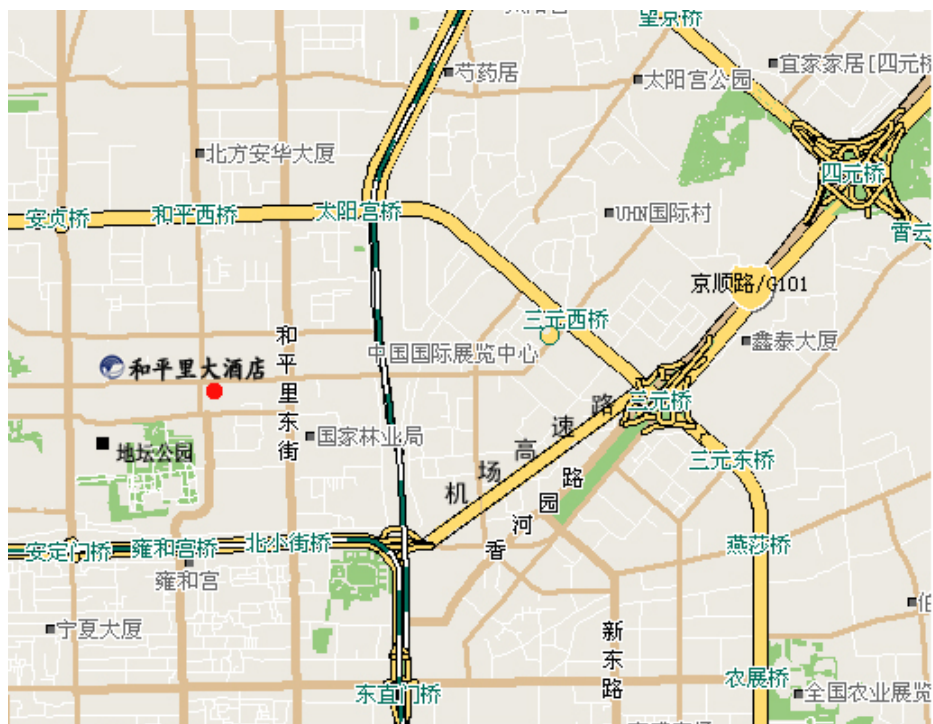 望京桥
芍药居
太阳宫公园
宜家家居[四元桥
北方安华大厦
四元桥
安贞桥
和平西桥
太阳宫桥
UHN国际村
霄云
京顺路/G101
三元西桥
和平里东街
中国国际展览中心
鑫泰大厦
和平里大酒店
三元桥
机场高速路
国家林业局
地坛公园
三元东桥
香河园路
安定门桥
雍和宫桥
北小街桥
燕莎桥
雍和宫
宁夏大厦
新东路
东直门桥
农展桥
全国农业展览